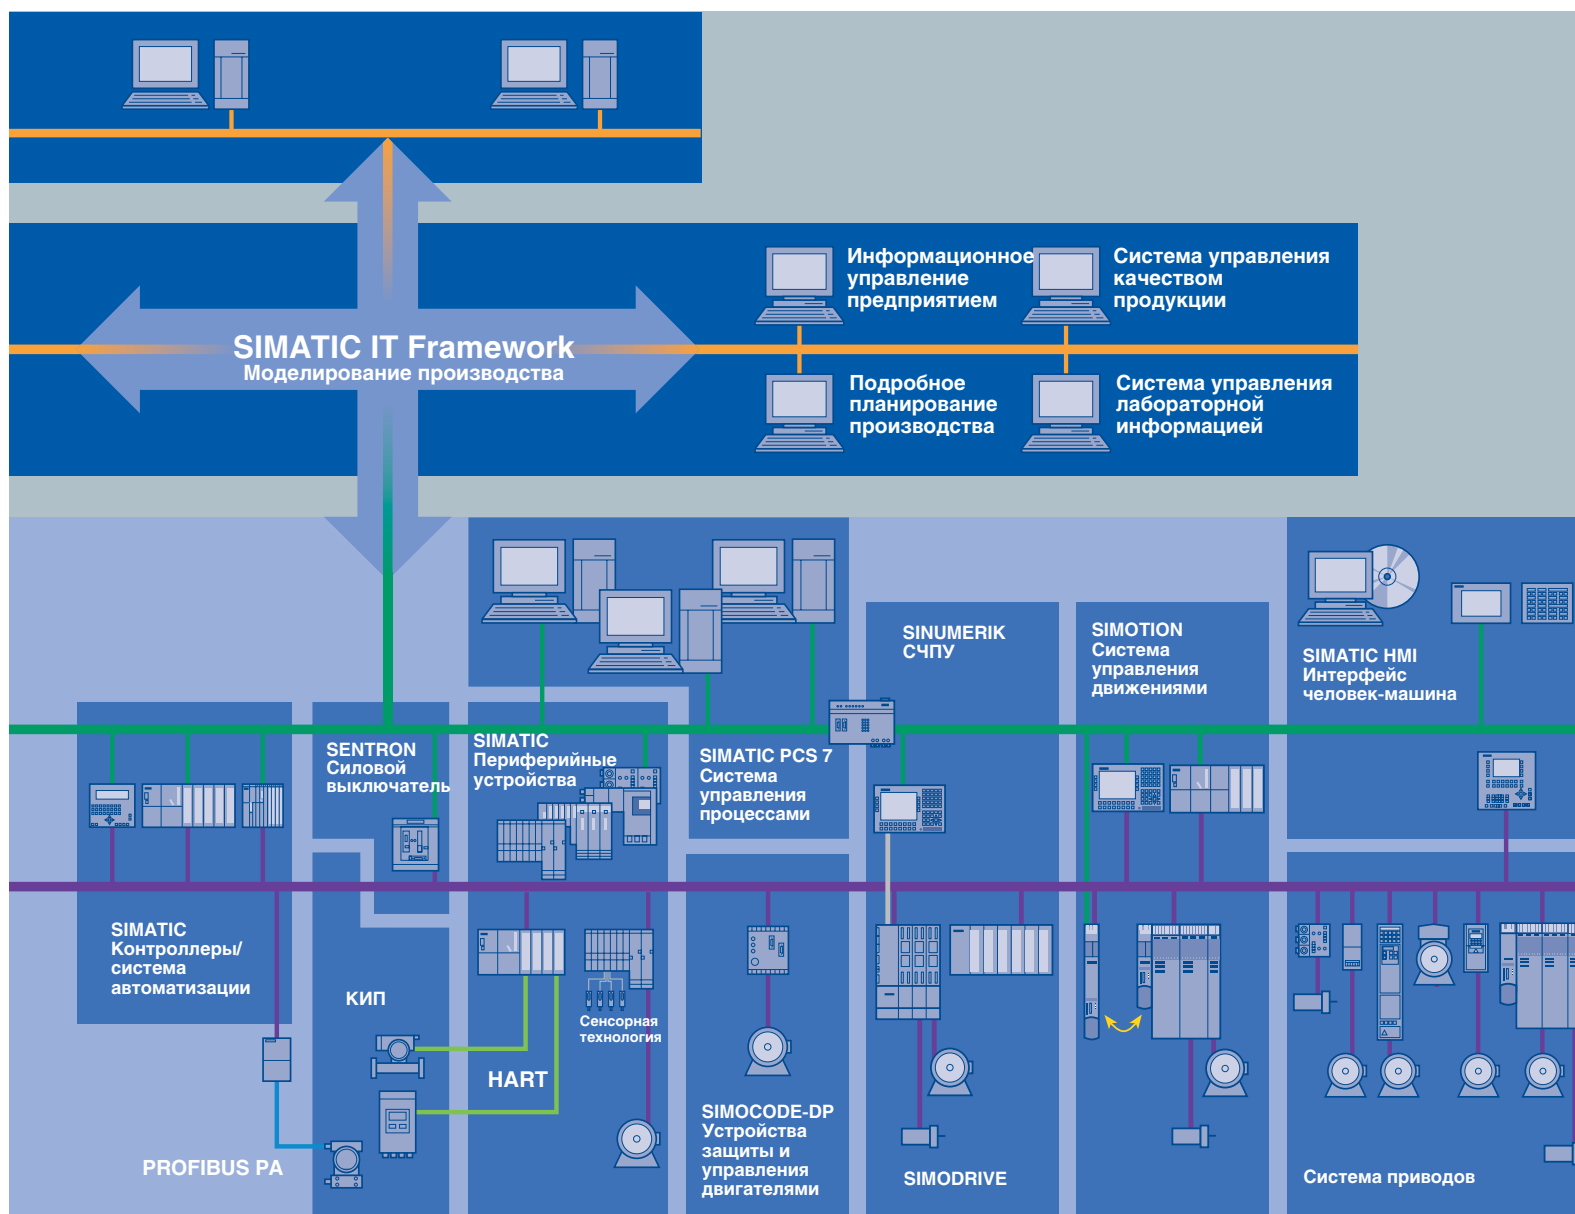 Информационное
управление
предприятием
Система управления
качеством
продукции
SIMATIC IT Framework
Моделирование производства
Подробное
планирование
производства
Система управления
лабораторной
информацией
SINUMERIK
СЧПУ
SIMOTION
Система
управления
движениями
SIMATIC HMI
Интерфейс
человек-машина
SENTRON
Силовой
выключатель
SIMATIC
Периферийные
устройства
SIMATIC PCS 7
Система
управления
процессами
SIMATIC
Контроллеры/
система
автоматизации
КИП
Сенсорная
технология
HART
SIMOCODE-DP
Устройства
защиты и
управления
двигателями
PROFIBUS PA
SIMODRIVE
Система приводов